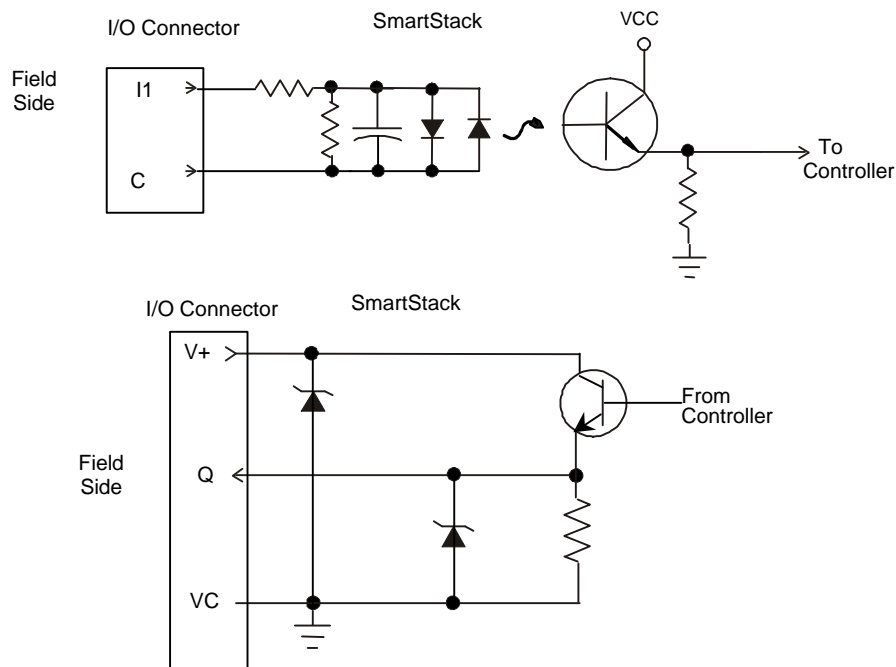 I/O Connector
SmartStack
VCC
Field
Side
I1
C
To
Controller
I/O Connector
SmartStack
V+
From
Controller
Field
Side
Q
VC